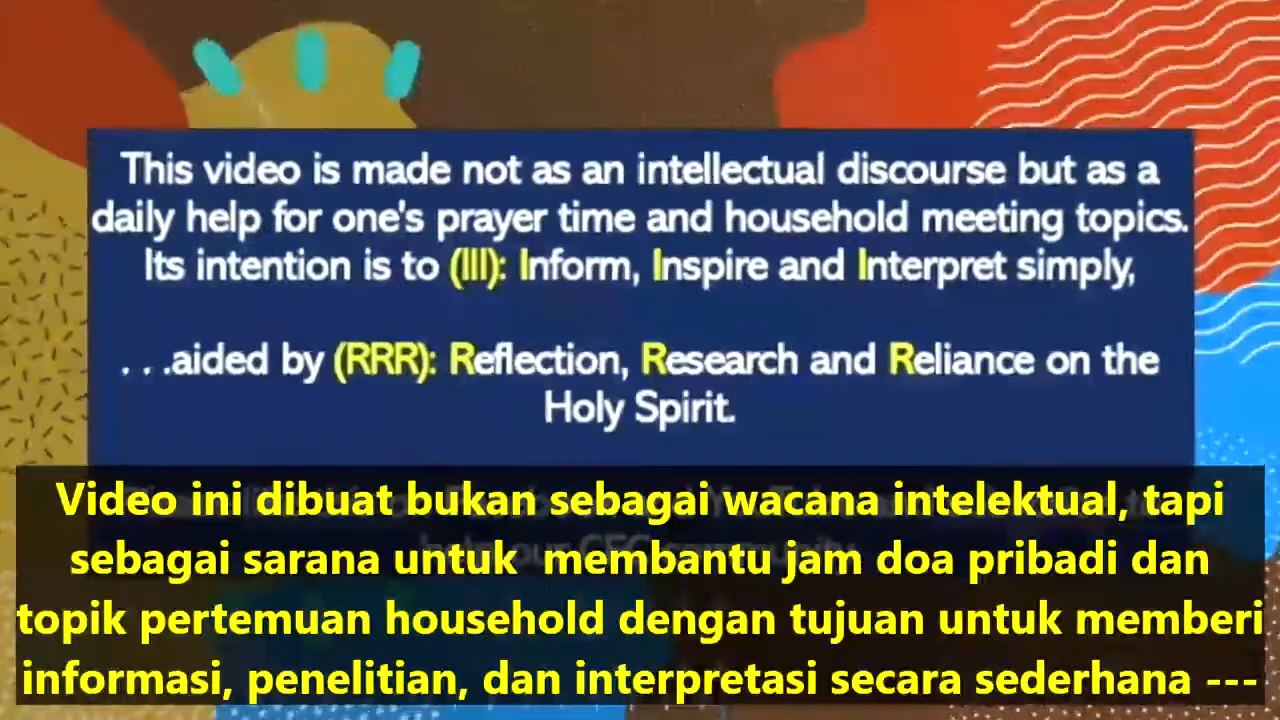 This video is made not as an intellectual discourse but as a
daily help for one's prayer time and household meeting topics.
Its intention is to (III): Inform, Inspire and Interpret simply,
. . .aided by (RRR): Reflection, Research and Reliance on the
Holy Spirit.
Video ini dibuat bukan sebagai wacana intelektual, tapi
sebagai sarana untuk membantu jam doa pribadi dan
topik pertemuan household dengan tujuan untuk memberi
informasi, penelitian, dan interpretasi secara sederhana ---